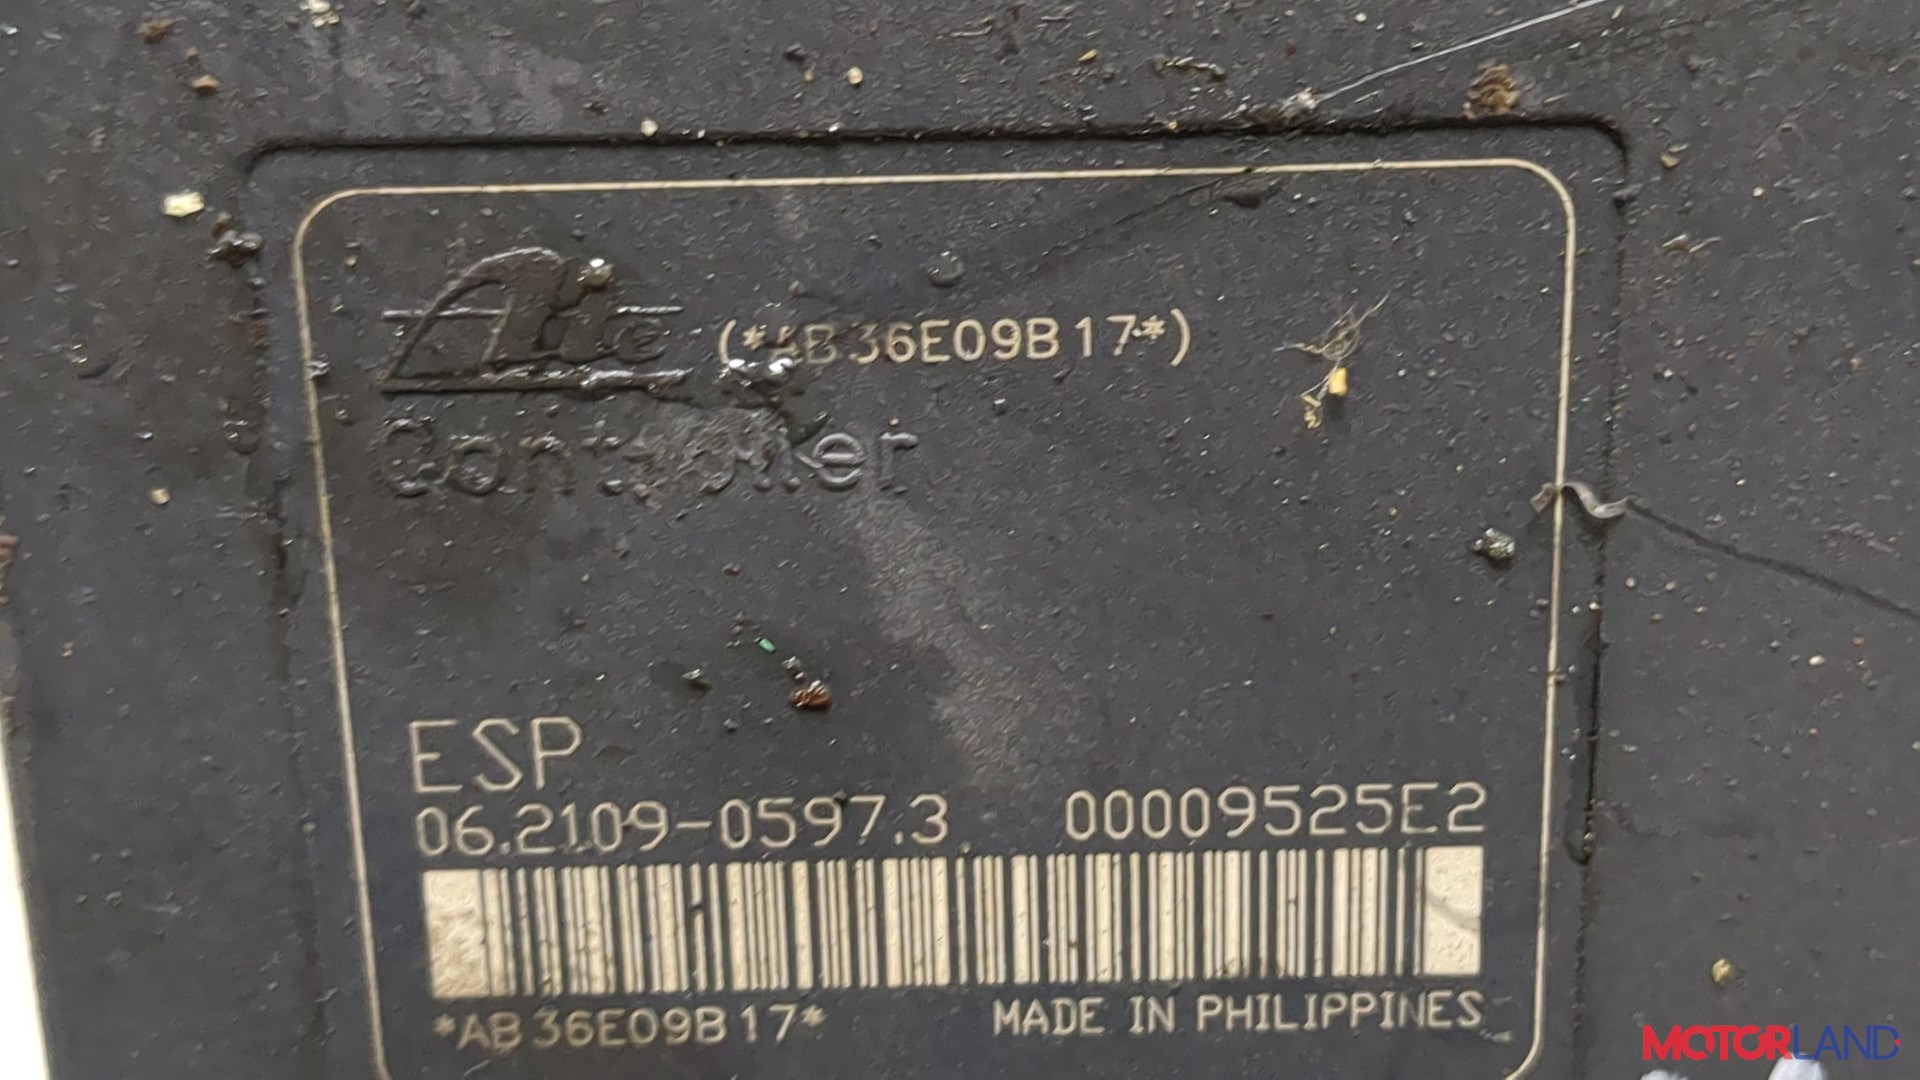 Ate (*AB36E09B17*)
Controller
ESP
06.2109-0597.3 00009525E2
*AB36E09B17* MADE IN PHILIPPINES
MOTORLAND